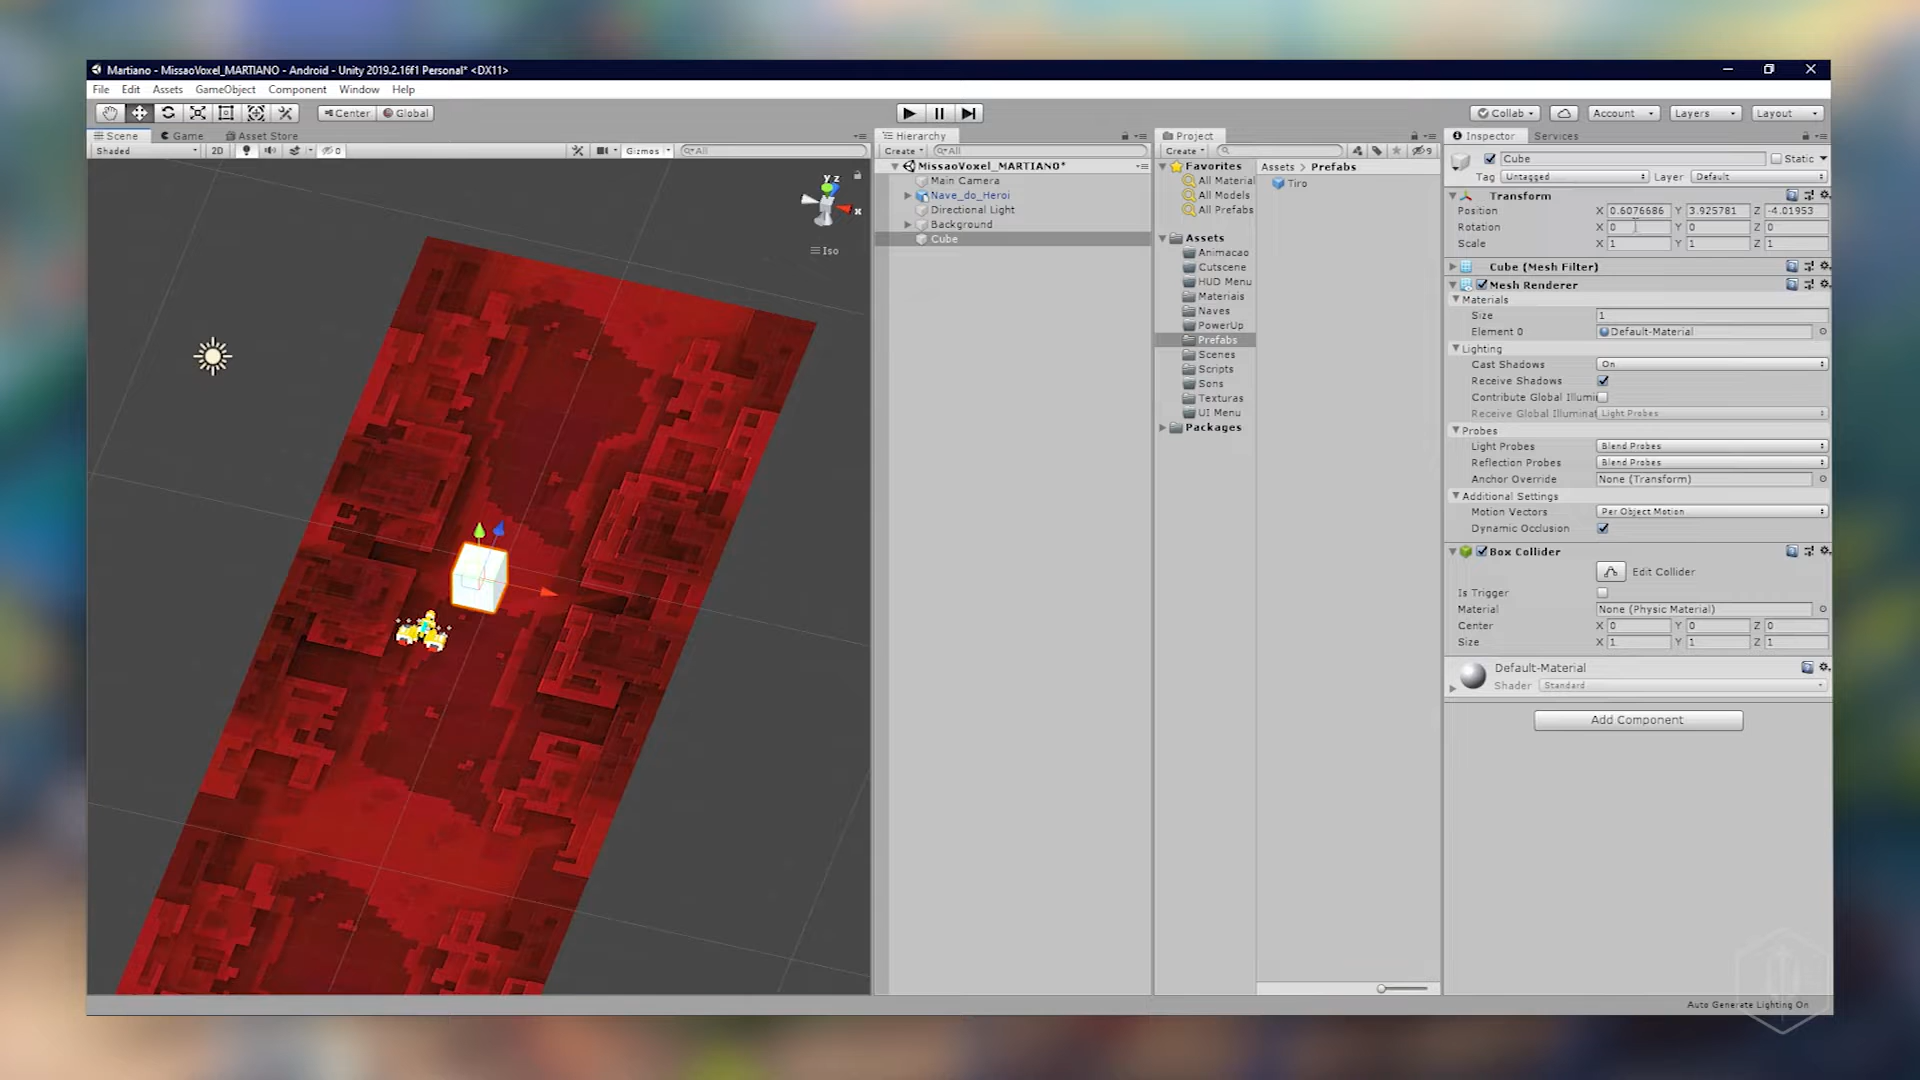 Martiano - MissaoVoxel_MARTIANO - Android - Unity 2019.2.16f1 Personal* <DX11>
File Edit Assets GameObject Component Window Help
Center Global
Collab Account Layers Layout
Scene Game Asset Store
Shaded 2D 0 Gizmos All
y z
x
Iso
Hierarchy
Create All
MissaoVoxel_MARTIANO*
Main Camera
Nave_do_Heroi
Directional Light
Background
Cube
Project
Create 9
Favorites
All Material
All Models
All Prefabs
Assets
Animacao
Cutscene
HUD Menu
Materiais
Naves
PowerUp
Prefabs
Scenes
Scripts
Sons
Texturas
UI Menu
Packages
Assets > Prefabs
Tiro
Inspector Services
Cube Static
Tag Untagged Layer Default
Transform
Position X 0.6076686 Y 3.925781 Z -4.01953
Rotation X 0 Y 0 Z 0
Scale X 1 Y 1 Z 1
Cube (Mesh Filter)
Mesh Renderer
Materials
Size 1
Element 0 Default-Material
Lighting
Cast Shadows On
Receive Shadows
Contribute Global Illumi
Receive Global Illuminat Light Probes
Probes
Light Probes Blend Probes
Reflection Probes Blend Probes
Anchor Override None (Transform)
Additional Settings
Motion Vectors Per Object Motion
Dynamic Occlusion
Box Collider
Edit Collider
Is Trigger
Material None (Physic Material)
Center X 0 Y 0 Z 0
Size X 1 Y 1 Z 1
Default-Material
Shader Standard
Add Component
Auto Generate Lighting On